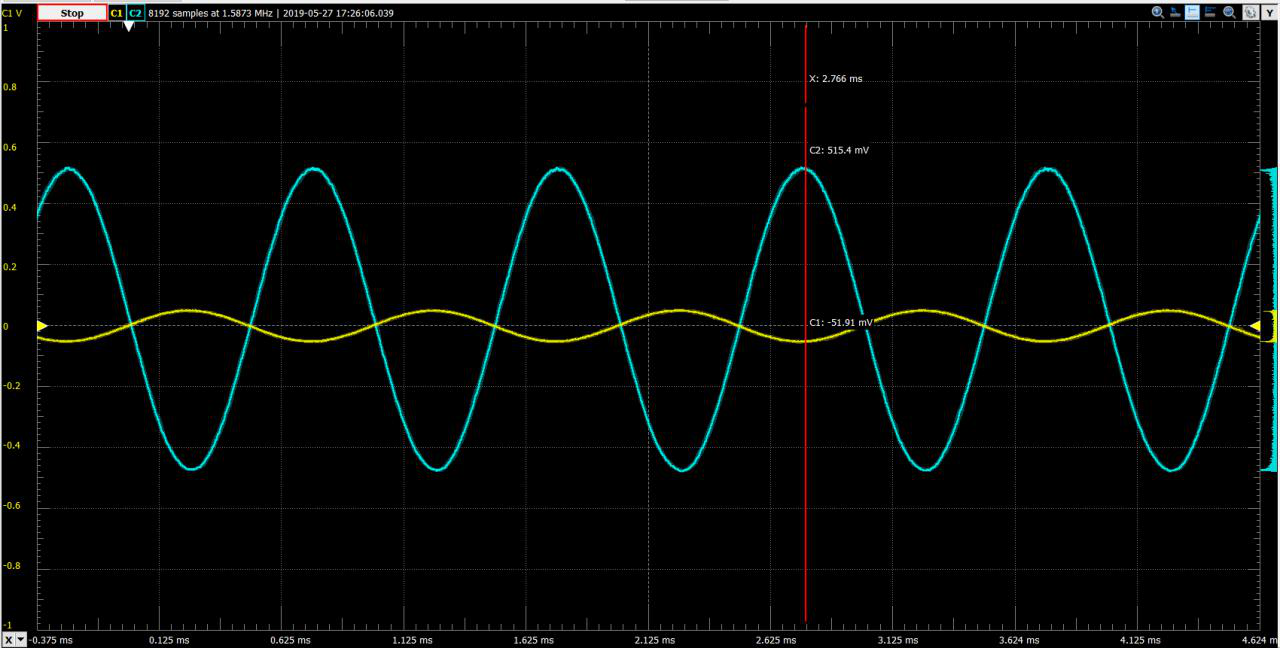 C1 V Stop C1 C2 8192 samples at 1.5873 MHz | 2019-05-27 17:26:06.039 Y
1
X: 2.766 ms
0.8
0.6
C2: 515.4 mV
0.4
0.2
0
C1: -51.91 mV
-0.2
-0.4
-0.6
-0.8
-1
X -0.375 ms 0.125 ms 0.625 ms 1.125 ms 1.625 ms 2.125 ms 2.625 ms 3.125 ms 3.624 ms 4.125 ms 4.624 m